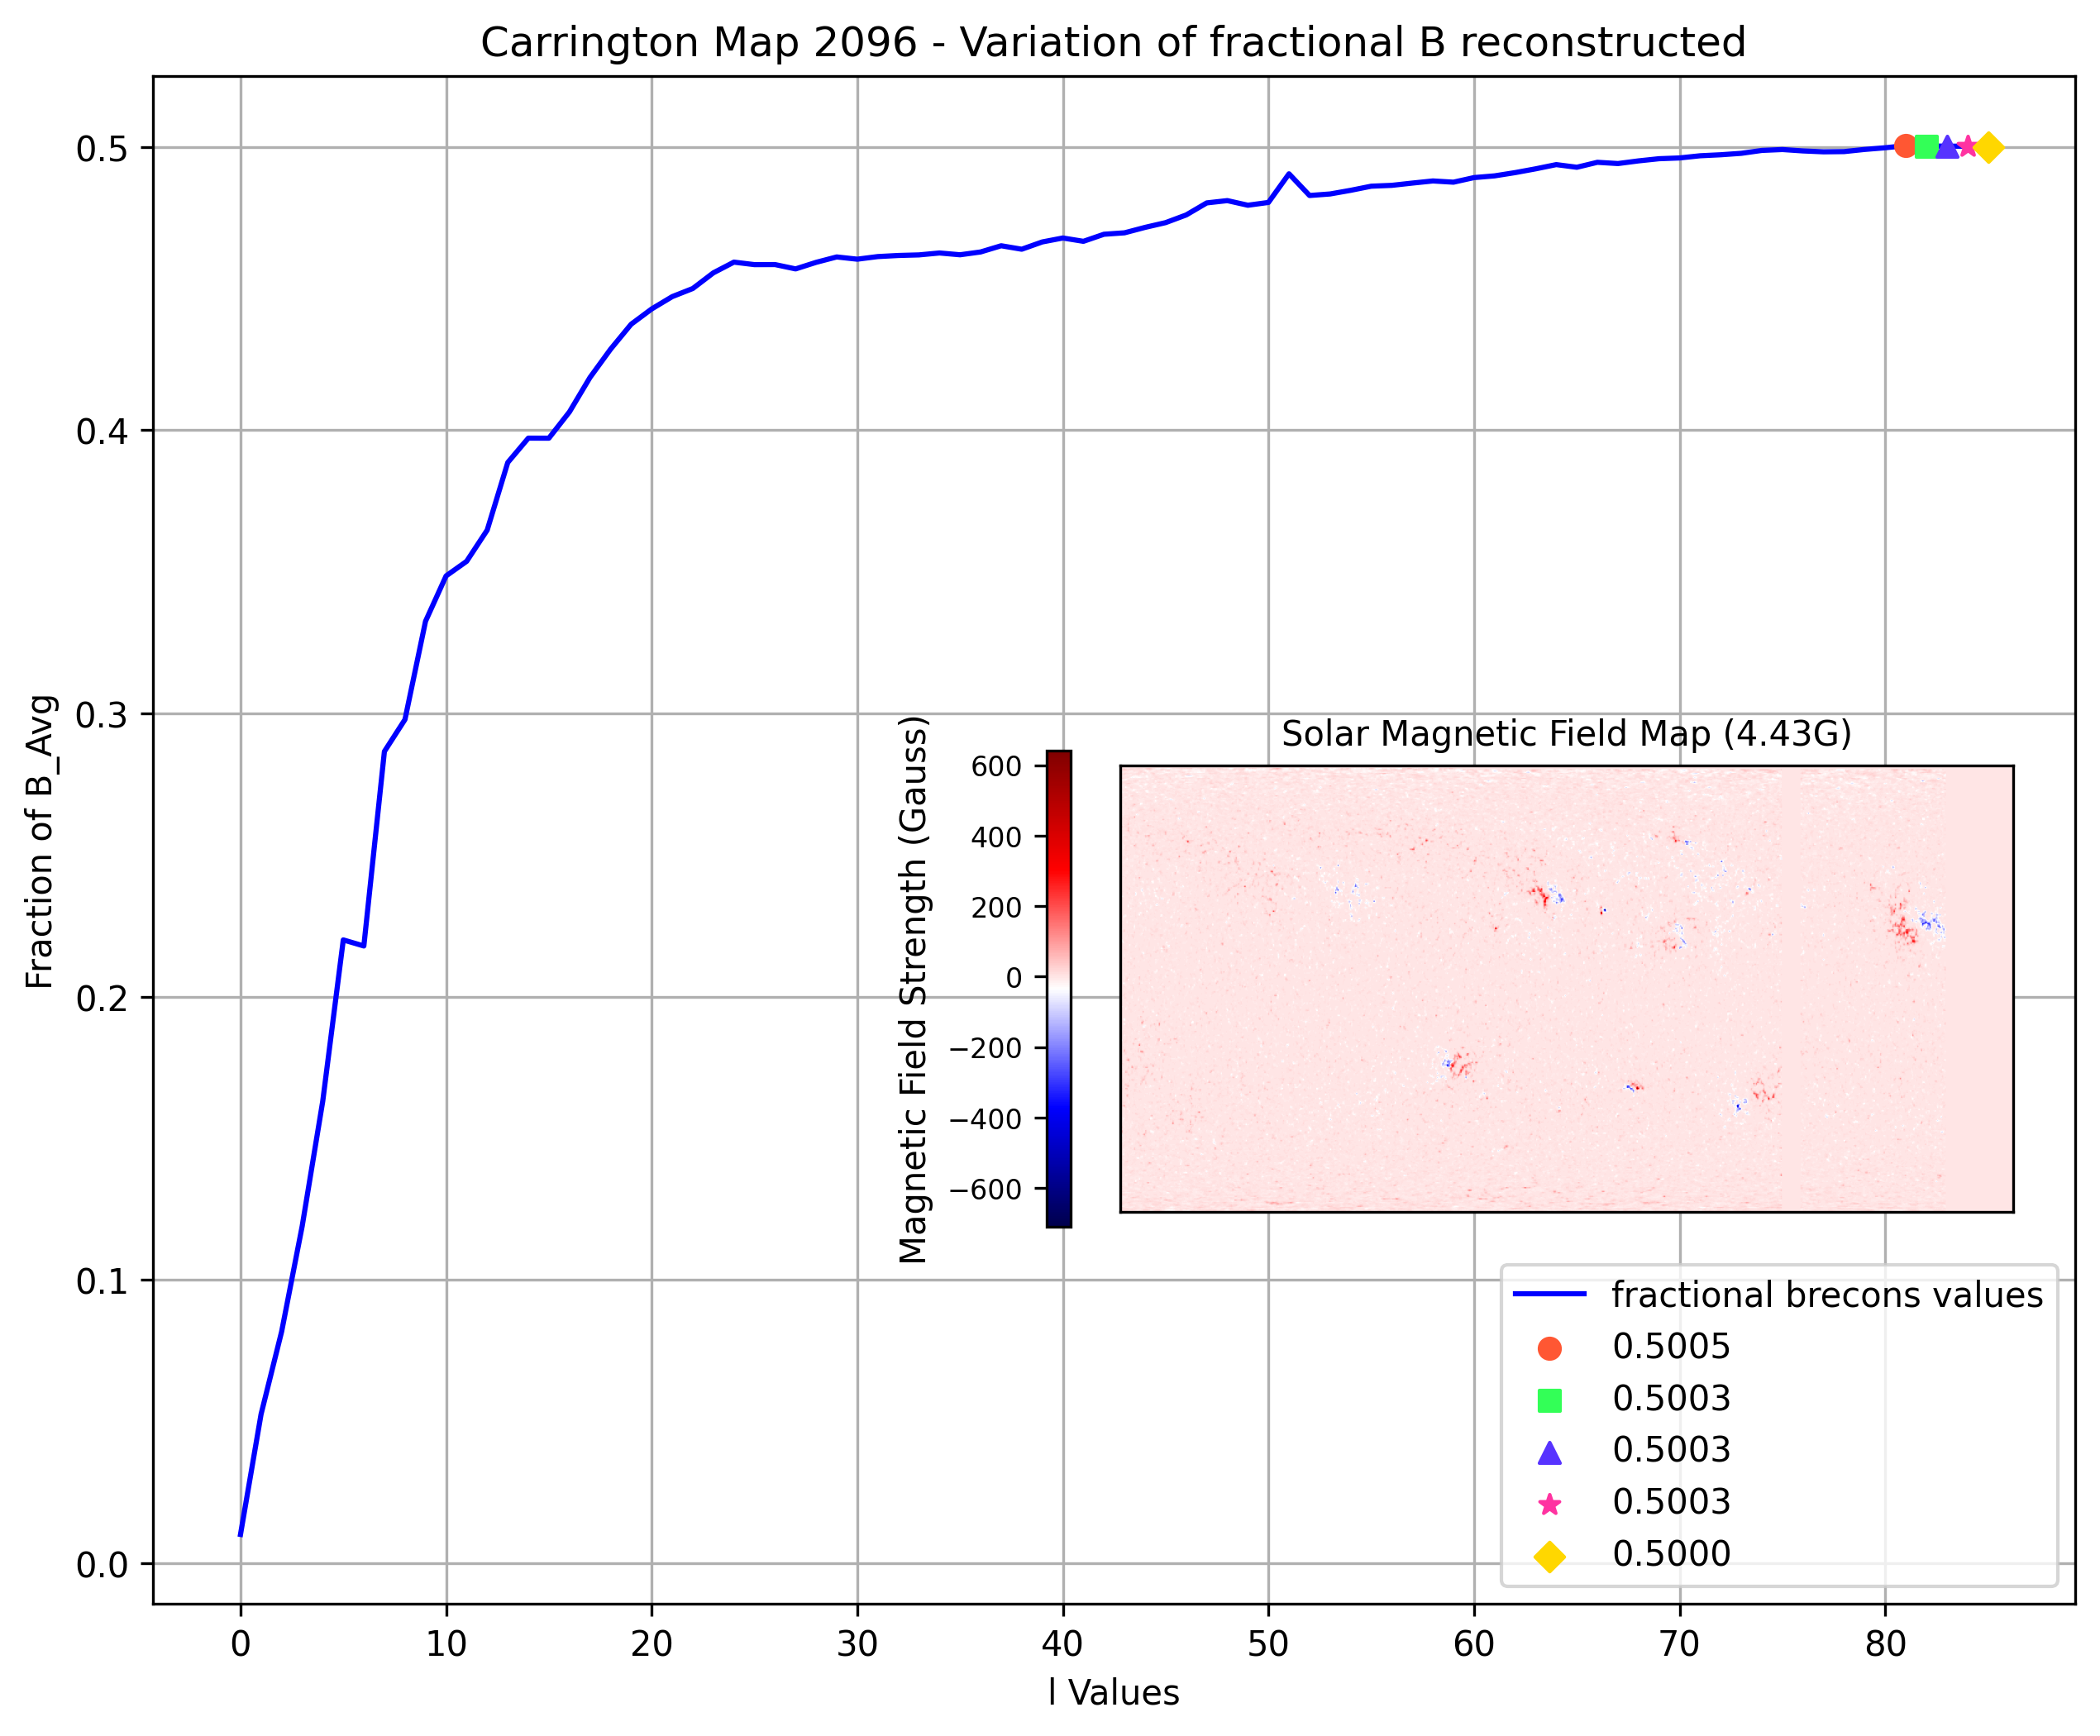 Carrington Map 2096 - Variation of fractional B reconstructed
Fraction of B_Avg
0.5
0.4
0.3
0.2
0.1
0.0
Solar Magnetic Field Map (4.43G)
Magnetic Field Strength (Gauss)
600
400
200
0
−200
−400
−600
fractional brecons values
0.5005
0.5003
0.5003
0.5003
0.5000
0 10 20 30 40 50 60 70 80
l Values